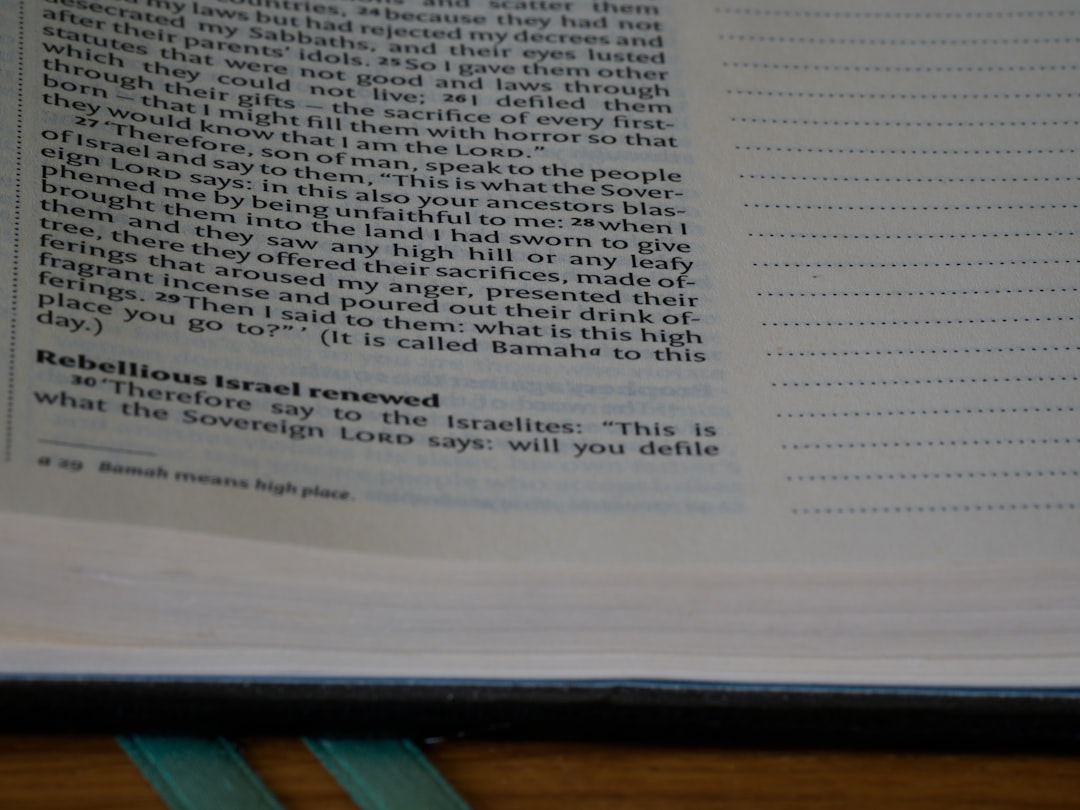 countries, 24 because they had not
my laws but had rejected my decrees and
desecrated my Sabbaths, and their eyes lusted
after their parents’ idols. 25 So I gave them other
statutes that were not good and laws through
which they could not live; 26 I defiled them
through their gifts – the sacrifice of every first-
born – that I might fill them with horror so that
they would know that I am the LORD.”
27 ‘Therefore, son of man, speak to the people
of Israel and say to them, “This is what the Sover-
eign LORD says: in this also your ancestors blas-
phemed me by being unfaithful to me: 28 when I
brought them into the land I had sworn to give
them and they saw any high hill or any leafy
tree, there they offered their sacrifices, made of-
ferings that aroused my anger, presented their
fragrant incense and poured out their drink of-
ferings. 29 Then I said to them: what is this high
place you go to?” ’ (It is called Bamah a to this
day.)
Rebellious Israel renewed
30 ‘Therefore say to the Israelites: “This is
what the Sovereign LORD says: will you defile
a 29 Bamah means high place.